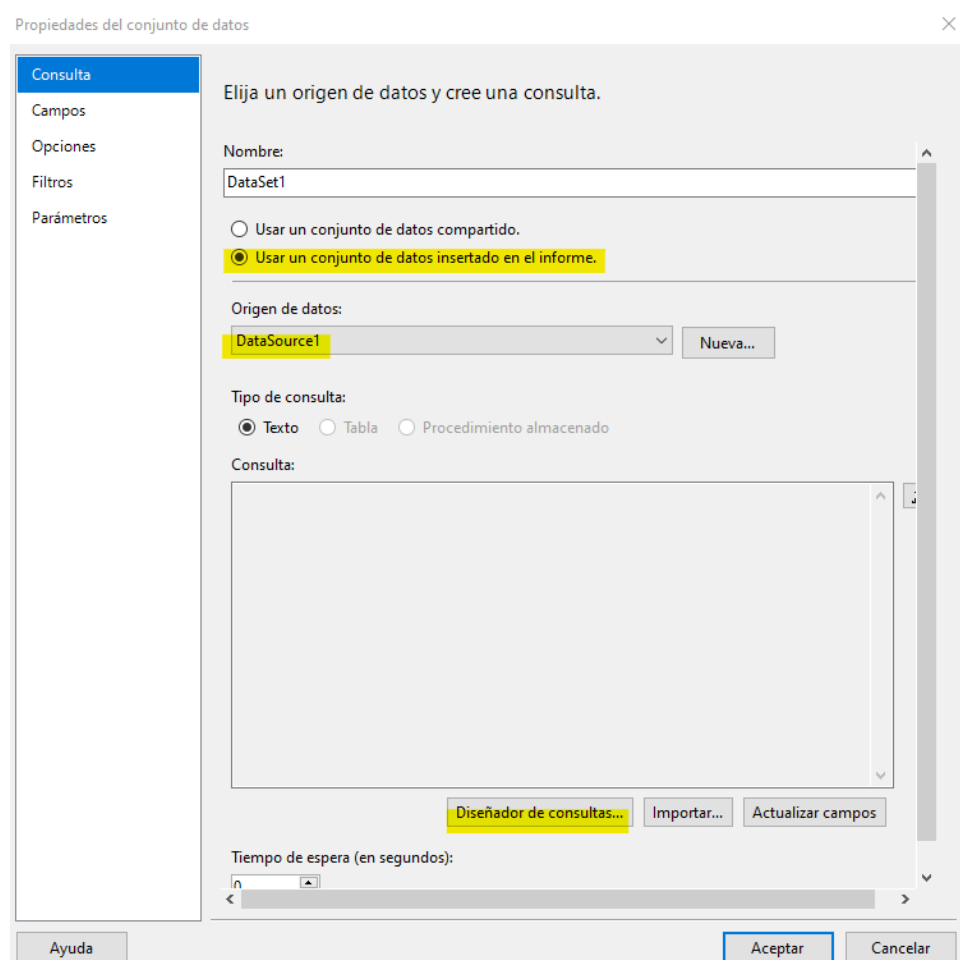 Propiedades del conjunto de datos
Consulta
Campos
Opciones
Filtros
Parámetros
Elija un origen de datos y cree una consulta.
Nombre:
DataSet1
Usar un conjunto de datos compartido.
Usar un conjunto de datos insertado en el informe.
Origen de datos:
DataSource1
Nueva...
Tipo de consulta:
Texto Tabla Procedimiento almacenado
Consulta:
Diseñador de consultas... Importar... Actualizar campos
Tiempo de espera (en segundos):
0
Ayuda Aceptar Cancelar